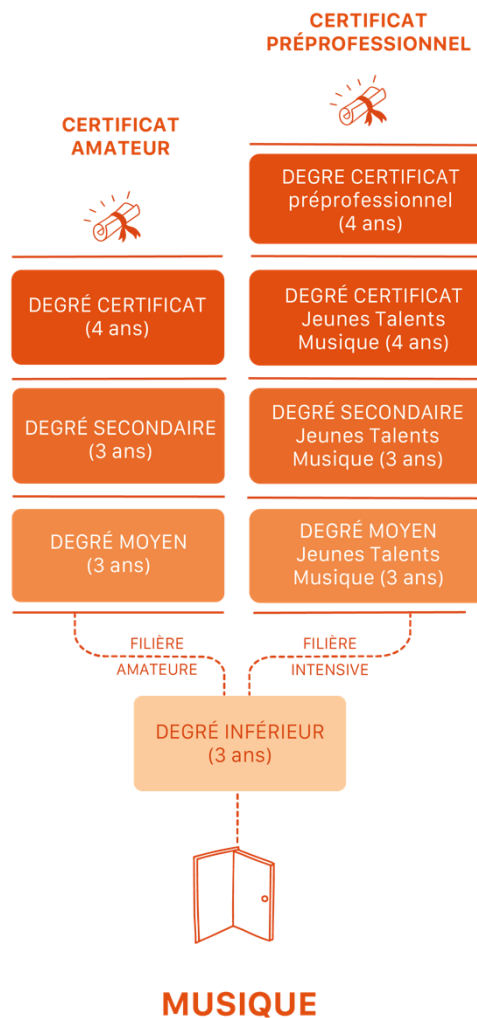 CERTIFICAT
AMATEUR
DEGRÉ CERTIFICAT
(4 ans)
DEGRÉ SECONDAIRE
(3 ans)
DEGRÉ MOYEN
(3 ans)
CERTIFICAT
PRÉPROFESSIONNEL
DEGRE CERTIFICAT
préprofessionnel
(4 ans)
DEGRÉ CERTIFICAT
Jeunes Talents
Musique (4 ans)
DEGRÉ SECONDAIRE
Jeunes Talents
Musique (3 ans)
DEGRÉ MOYEN
Jeunes Talents
Musique (3 ans)
FILIÈRE
AMATEURE
FILIÈRE
INTENSIVE
DEGRÉ INFÉRIEUR
(3 ans)
MUSIQUE